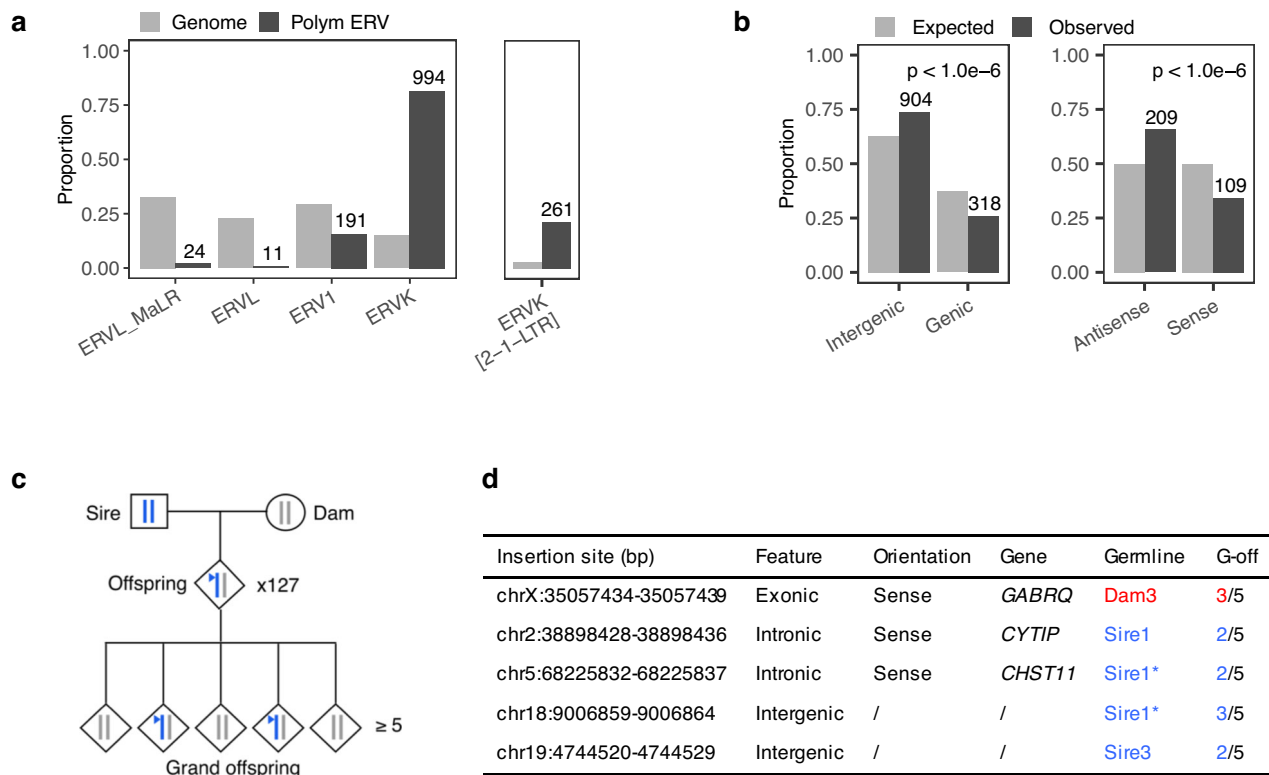 a
Genome Polym ERV
1.00
0.75
0.50
0.25
0.00
Proportion
24
11
191
994
261
ERVL_MaLR
ERVL
ERV1
ERVK
ERVK
[2−1−LTR]
b
Expected Observed
1.00
0.75
0.50
0.25
0.00
Proportion
p < 1.0e−6
904
318
Intergenic
Genic
1.00
0.75
0.50
0.25
0.00
p < 1.0e−6
209
109
Antisense
Sense
c
Sire
Dam
Offspring
x127
≥ 5
Grand offspring
d
Insertion site (bp) Feature Orientation Gene Germline G-off
chrX:35057434-35057439 Exonic Sense GABRQ Dam3 3/5
chr2:38898428-38898436 Intronic Sense CYTIP Sire1 2/5
chr5:68225832-68225837 Intronic Sense CHST11 Sire1* 2/5
chr18:9006859-9006864 Intergenic / / Sire1* 3/5
chr19:4744520-4744529 Intergenic / / Sire3 2/5